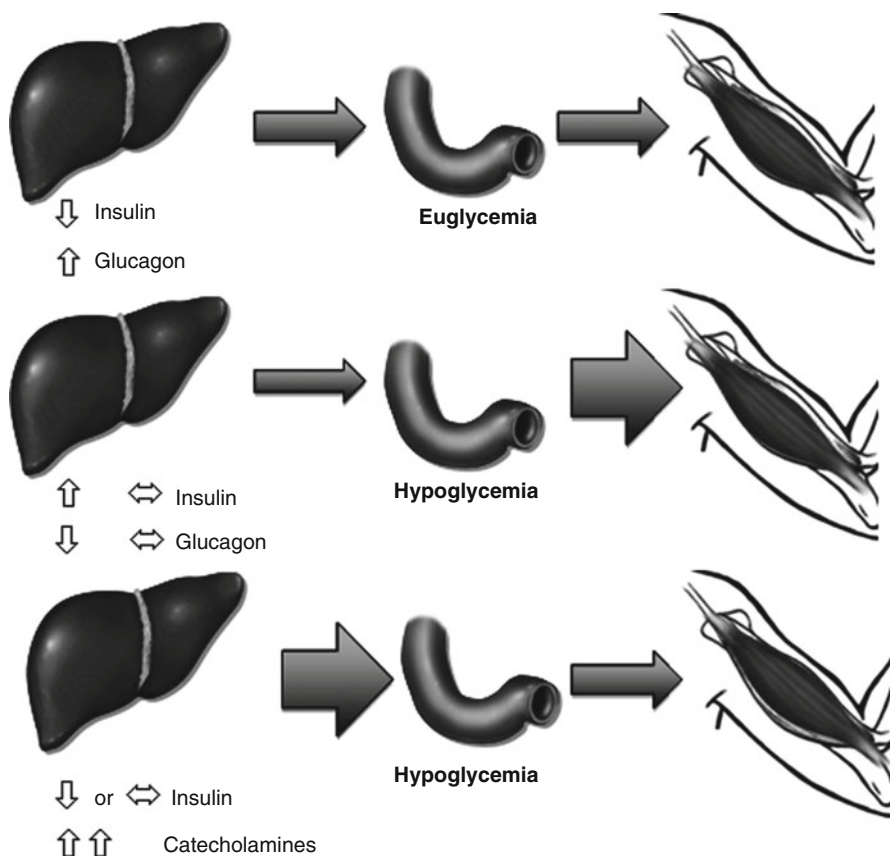 Euglycemia
Insulin
Glucagon
Hypoglycemia
Insulin
Glucagon
Hypoglycemia
or Insulin
Catecholamines